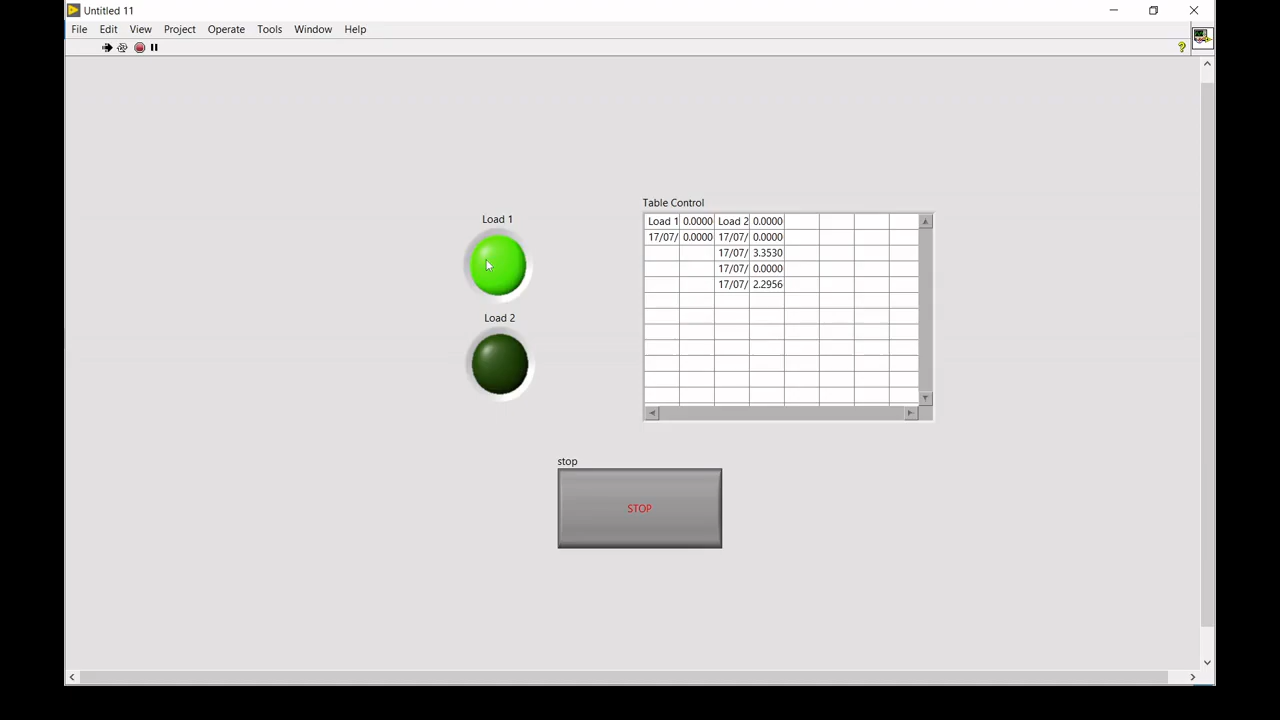 Untitled 11
File Edit View Project Operate Tools Window Help
Table Control
Load 1
Load 1 0.0000 Load 2 0.0000
17/07/ 0.0000 17/07/ 0.0000
17/07/ 3.3530
17/07/ 0.0000
17/07/ 2.2956
Load 2
stop
STOP